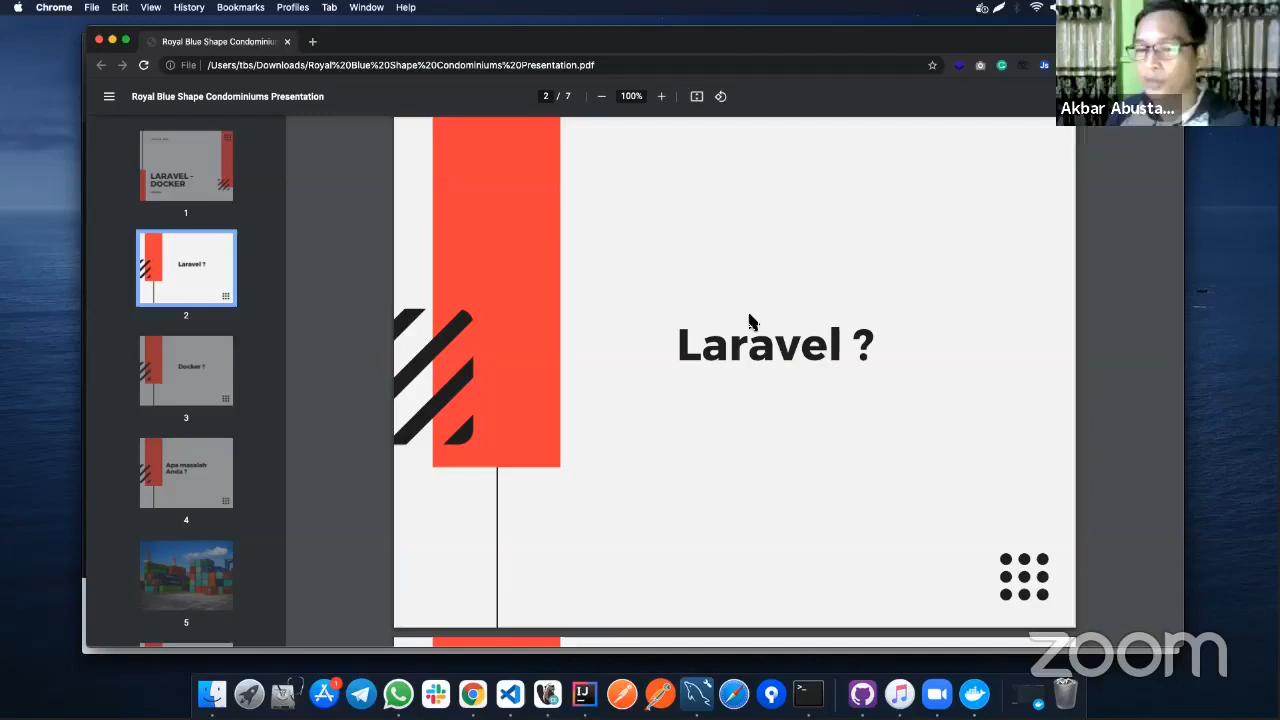 Chrome File Edit View History Bookmarks Profiles Tab Window Help
Royal Blue Shape Condominiu
File /Users/tbs/Downloads/Royal%20Blue%20Shape%20Condominiums%20Presentation.pdf
Royal Blue Shape Condominiums Presentation
2 / 7
100%
Akbar Abusta...
LARAVEL -
DOCKER
1
Laravel ?
2
Docker ?
3
Apa masalah
Anda ?
4
5
Laravel ?
zoom